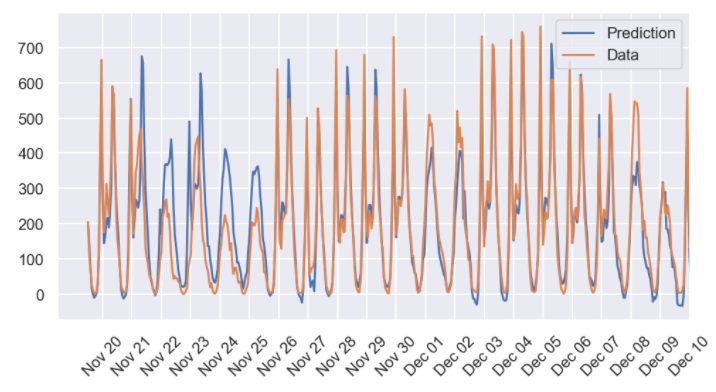 Prediction
Data
700
600
500
400
300
200
100
0
Nov 20
Nov 21
Nov 22
Nov 23
Nov 24
Nov 25
Nov 26
Nov 27
Nov 28
Nov 29
Nov 30
Dec 01
Dec 02
Dec 03
Dec 04
Dec 05
Dec 06
Dec 07
Dec 08
Dec 09
Dec 10